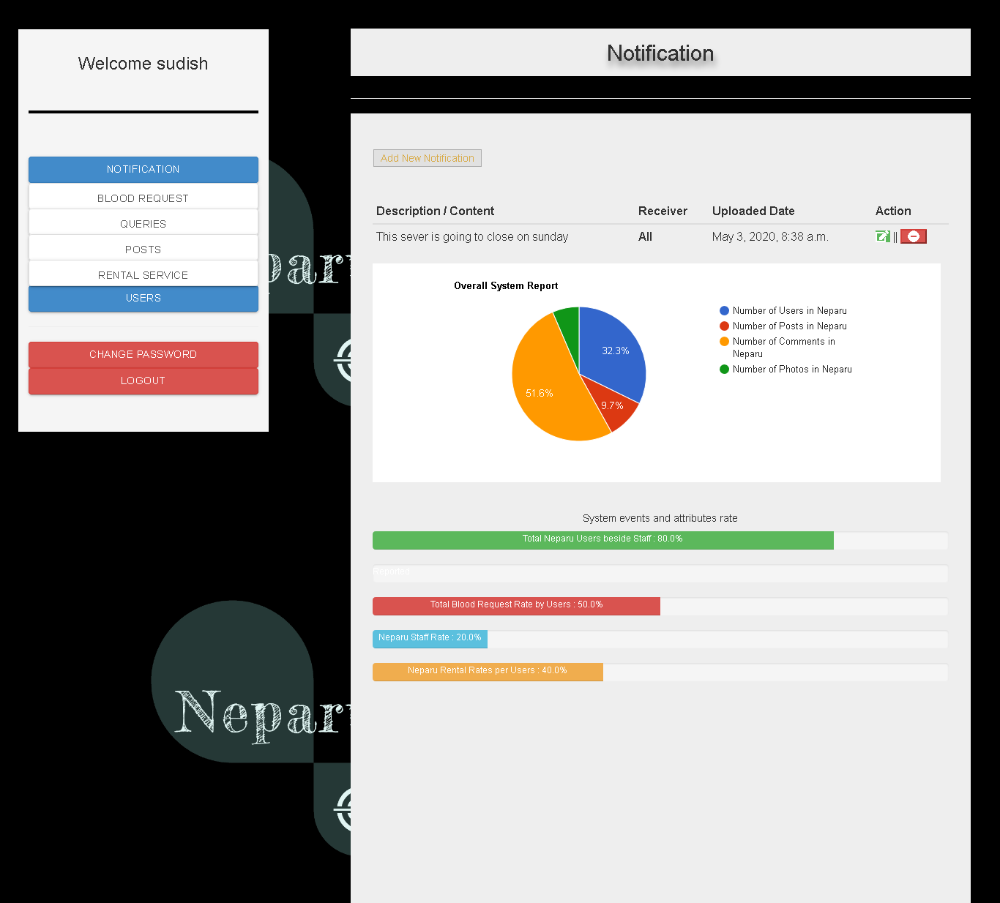 Welcome sudish
NOTIFICATION
BLOOD REQUEST
QUERIES
POSTS
RENTAL SERVICE
USERS
CHANGE PASSWORD
LOGOUT
Notification
Add New Notification
Description / Content Receiver Uploaded Date Action
This sever is going to close on sunday All May 3, 2020, 8:38 a.m. ||
Overall System Report
32.3%
9.7%
51.6%
Number of Users in Neparu
Number of Posts in Neparu
Number of Comments in
Neparu
Number of Photos in Neparu
System events and attributes rate
Total Neparu Users beside Staff : 80.0%
Reported
Total Blood Request Rate by Users : 50.0%
Neparu Staff Rate : 20.0%
Neparu Rental Rates per Users : 40.0%
Nepar